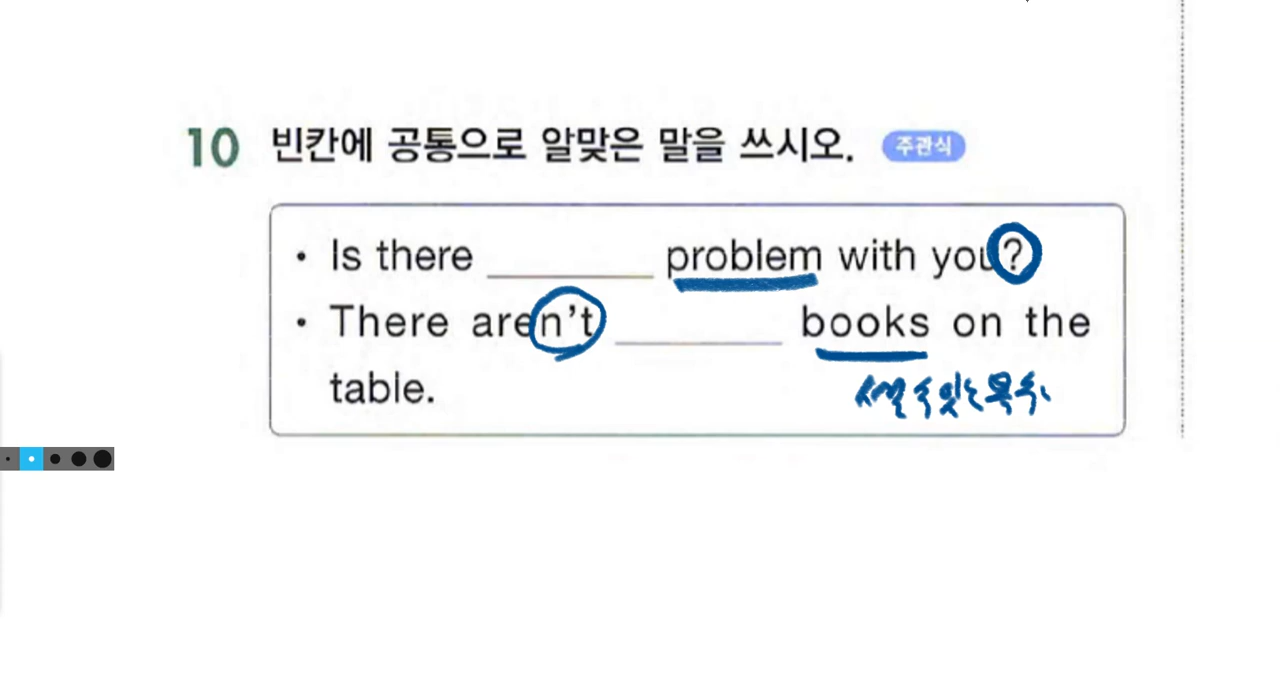 10 빈칸에 공통으로 알맞은 말을 쓰시오. 주관식
• Is there ________ problem with you?
• There aren't ________ books on the
table.
셀 수 있는 복수